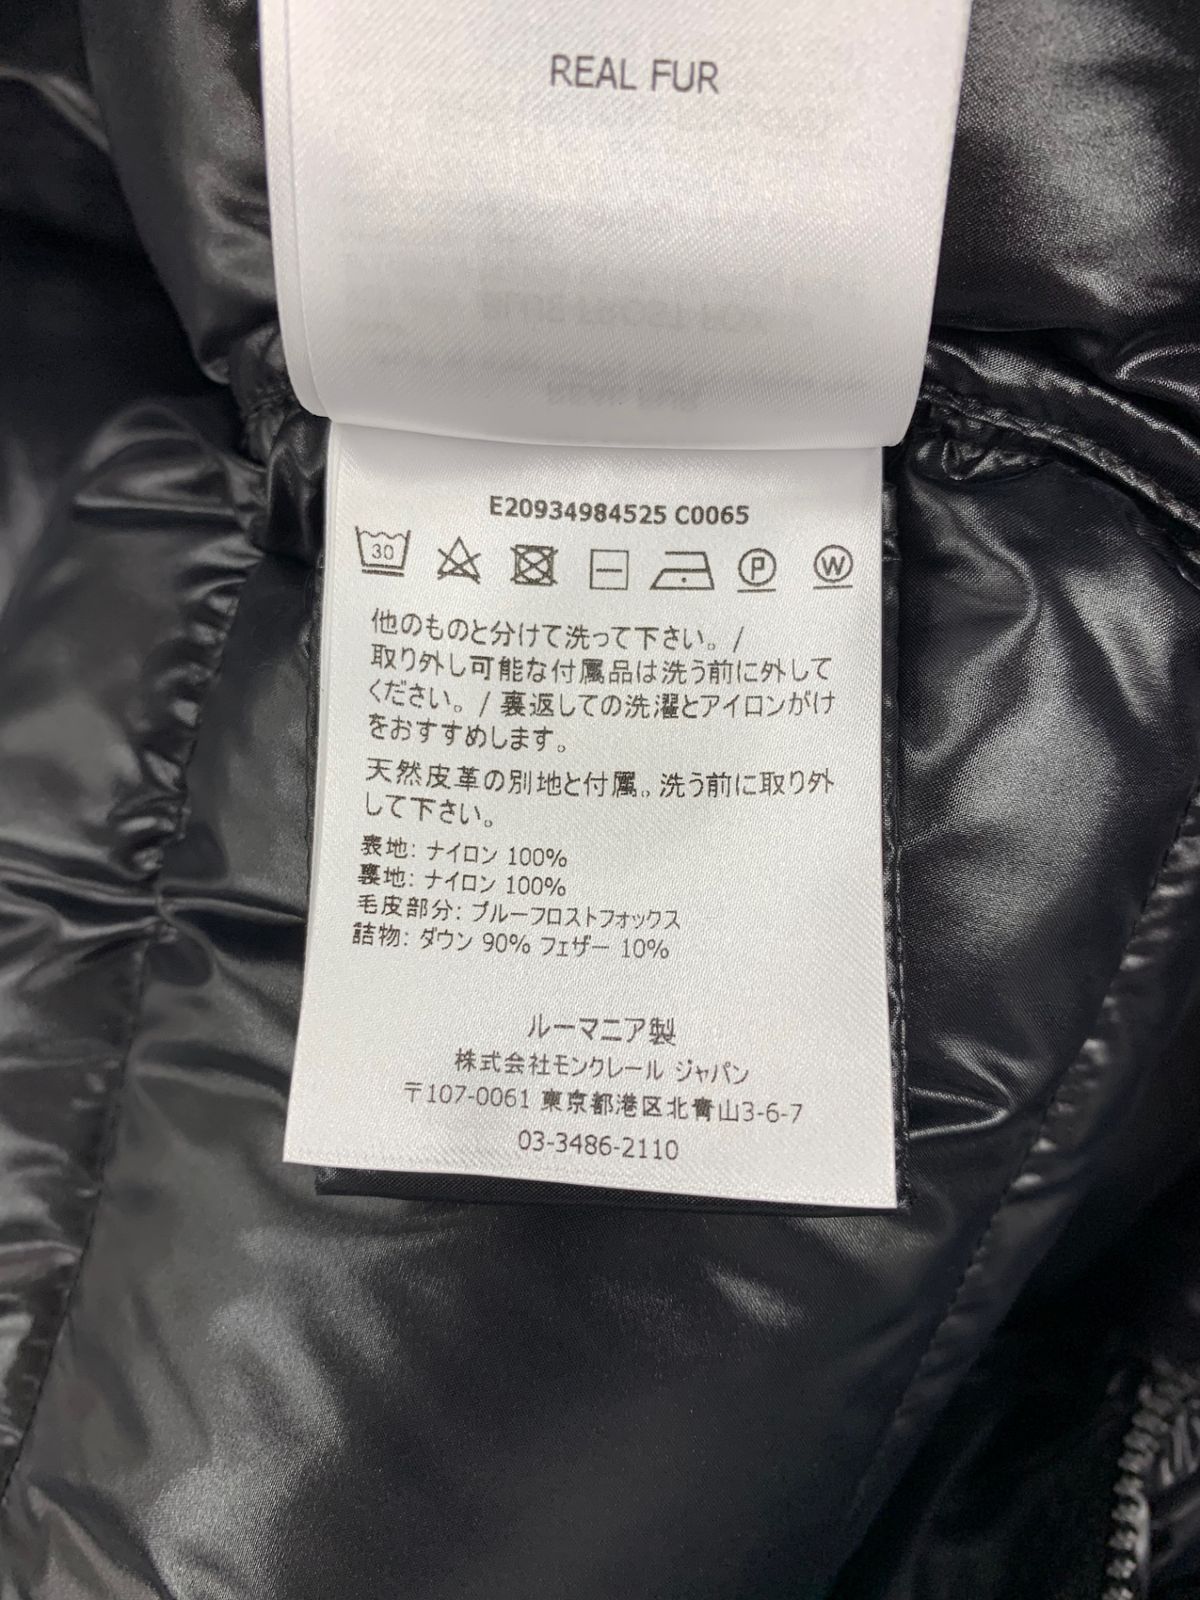 REAL FUR
E20934984525 C0065
30
P
W
他のものと分けて洗って下さい。/
取り外し可能な付属品は洗う前に外して
ください。/ 裏返しての洗濯とアイロンがけ
をおすすめします。
天然皮革の別地と付属。洗う前に取り外
して下さい。
表地: ナイロン 100%
裏地: ナイロン 100%
毛皮部分: ブルーフロストフォックス
詰物: ダウン 90% フェザー 10%
ルーマニア製
株式会社モンクレール ジャパン
〒107-0061 東京都港区北青山3-6-7
03-3486-2110